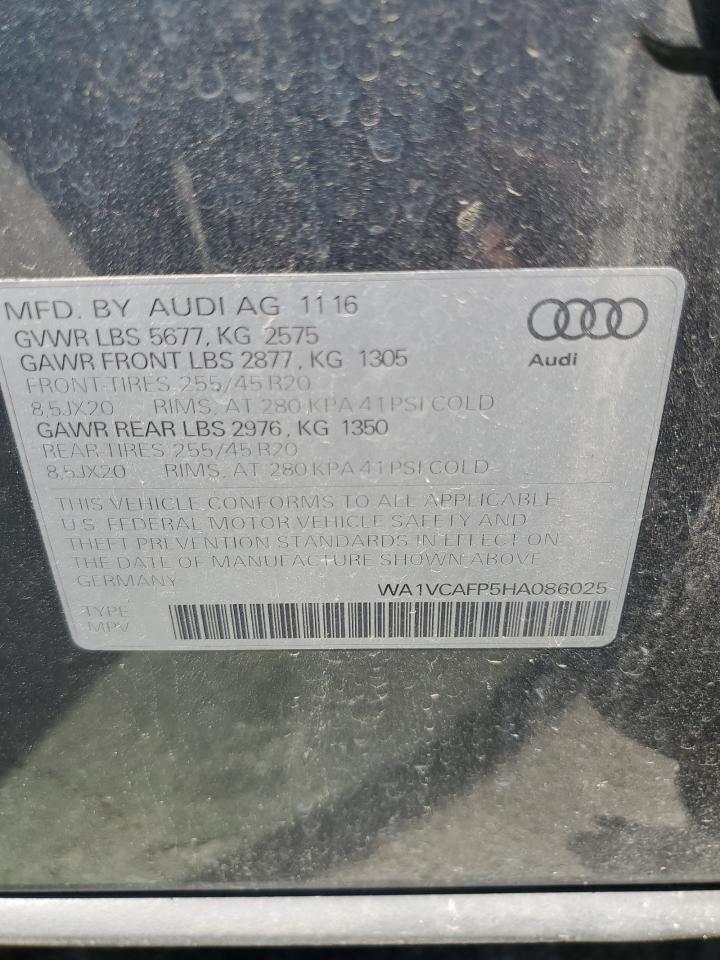 MFD. BY AUDI AG 11 16
GVWR LBS 5677, KG 2575
GAWR FRONT LBS 2877, KG 1305
FRONT-TIRES 255/45 R20
8,5JX20 RIMS, AT 280 KPA 41 PSI COLD
GAWR REAR LBS 2976, KG 1350
REAR-TIRES 255/45 R20
8,5JX20 RIMS, AT 280 KPA 41 PSI COLD
Audi
THIS VEHICLE CONFORMS TO ALL APPLICABLE
U.S. FEDERAL MOTOR VEHICLE SAFETY AND
THEFT PREVENTION STANDARDS IN EFFECT ON
THE DATE OF MANUFACTURE SHOWN ABOVE.
GERMANY WA1VCAFP5HA086025
TYPE
MPV